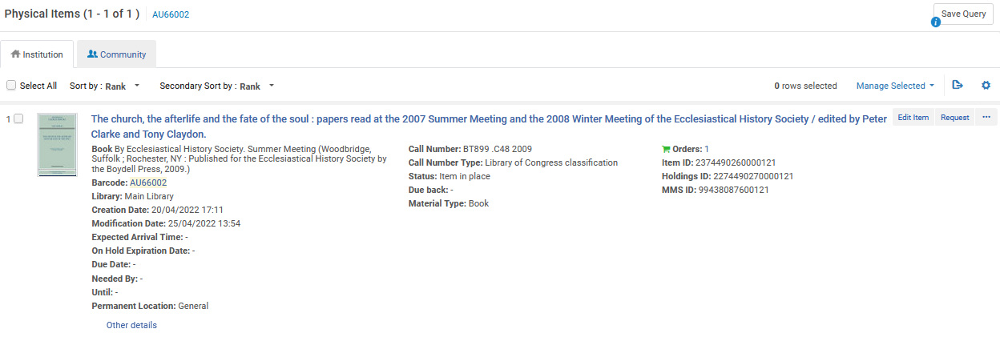 Physical Items (1 - 1 of 1 ) AU66002
Save Query
Institution Community
Select All Sort by : Rank Secondary Sort by : Rank 0 rows selected Manage Selected
1 The church, the afterlife and the fate of the soul : papers read at the 2007 Summer Meeting and the 2008 Winter Meeting of the Ecclesiastical History Society / edited by Peter
Clarke and Tony Claydon.
Edit Item Request
Book By Ecclesiastical History Society. Summer Meeting (Woodbridge,
Suffolk ; Rochester, NY : Published for the Ecclesiastical History Society by
the Boydell Press, 2009.)
Barcode: AU66002
Library: Main Library
Creation Date: 20/04/2022 17:11
Modification Date: 25/04/2022 13:54
Expected Arrival Time: -
On Hold Expiration Date: -
Due Date: -
Needed By: -
Until: -
Permanent Location: General
Other details
Call Number: BT899 .C48 2009
Call Number Type: Library of Congress classification
Status: Item in place
Due back: -
Material Type: Book
Orders: 1
Item ID: 2374490260000121
Holdings ID: 2274490270000121
MMS ID: 99438087600121